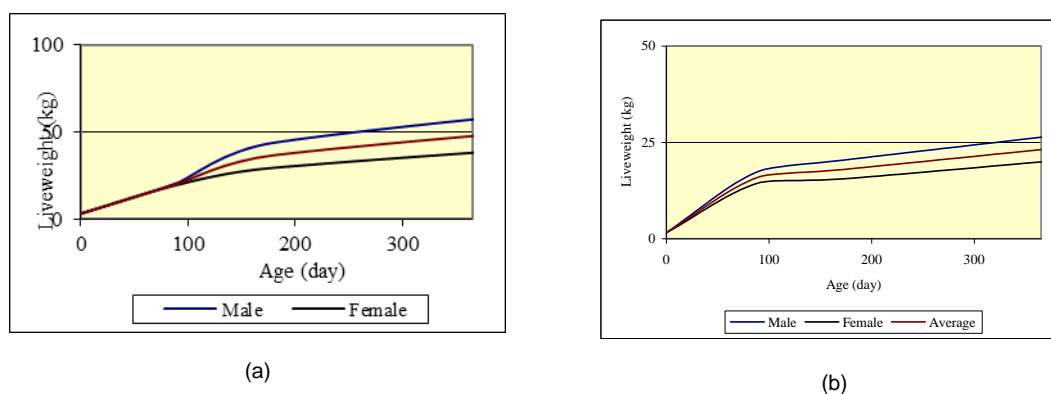 100
50
0
Liveweight (kg)
0 100 200 300
Age (day)
Male Female
(a)
50
25
0
Liveweight (kg)
0 100 200 300
Age (day)
Male Female Average
(b)